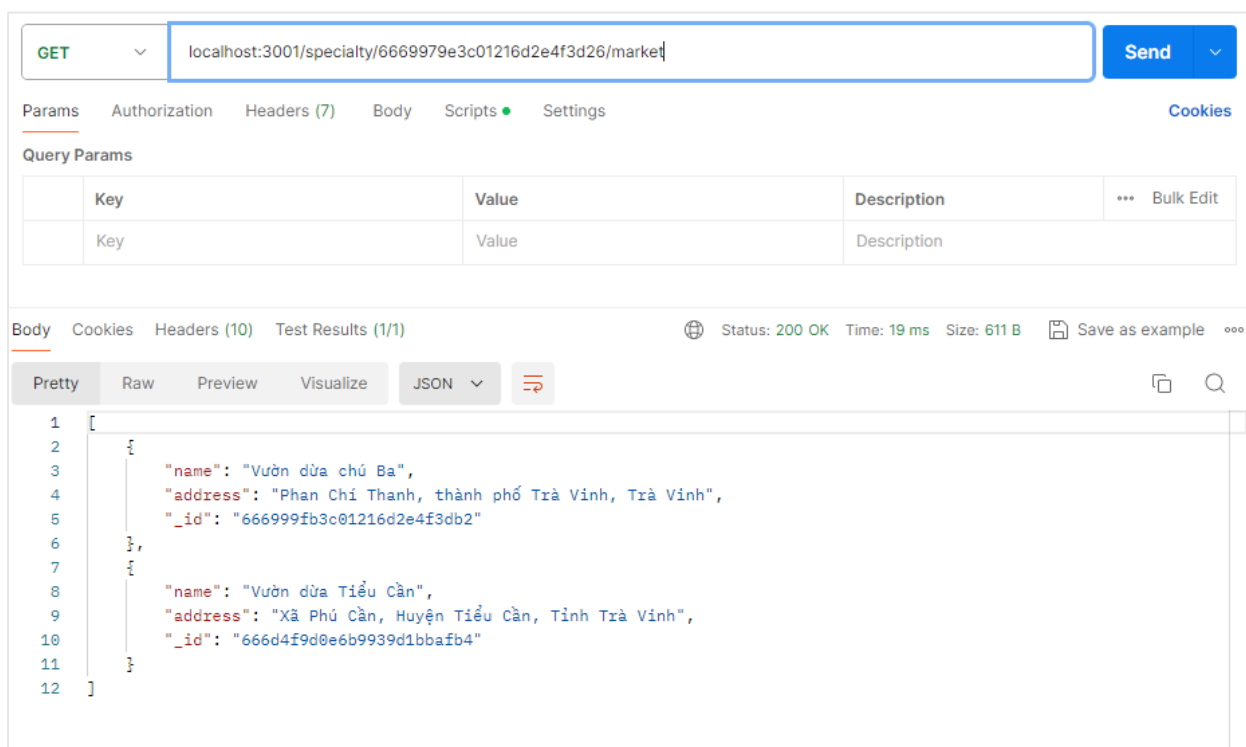 GET localhost:3001/specialty/6669979e3c01216d2e4f3d26/market Send
Params Authorization Headers (7) Body Scripts Settings Cookies
Query Params
Key Value Description Bulk Edit
Key Value Description
Body Cookies Headers (10) Test Results (1/1) Status: 200 OK Time: 19 ms Size: 611 B Save as example
Pretty Raw Preview Visualize JSON
1 [
2 {
3 "name": "Vườn dừa chú Ba",
4 "address": "Phan Chí Thanh, thành phố Trà Vinh, Trà Vinh",
5 "_id": "666999fb3c01216d2e4f3db2"
6 },
7 {
8 "name": "Vườn dừa Tiểu Cần",
9 "address": "Xã Phú Cần, Huyện Tiểu Cần, Tỉnh Trà Vinh",
10 "_id": "666d4f9d0e6b9939d1bbafb4"
11 }
12 ]